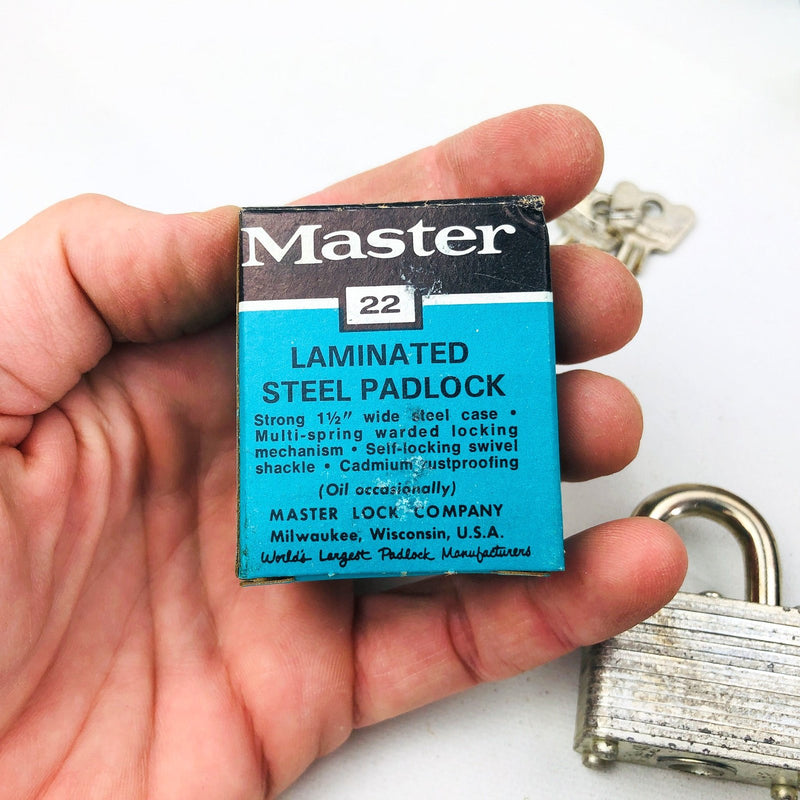 Master
22
LAMINATED
STEEL PADLOCK
Strong 1½" wide steel case •
Multi-spring warded locking
mechanism • Self-locking swivel
shackle • Cadmium rustproofing
(Oil occasionally)
MASTER LOCK COMPANY
Milwaukee, Wisconsin, U.S.A.
World's Largest Padlock Manufacturers